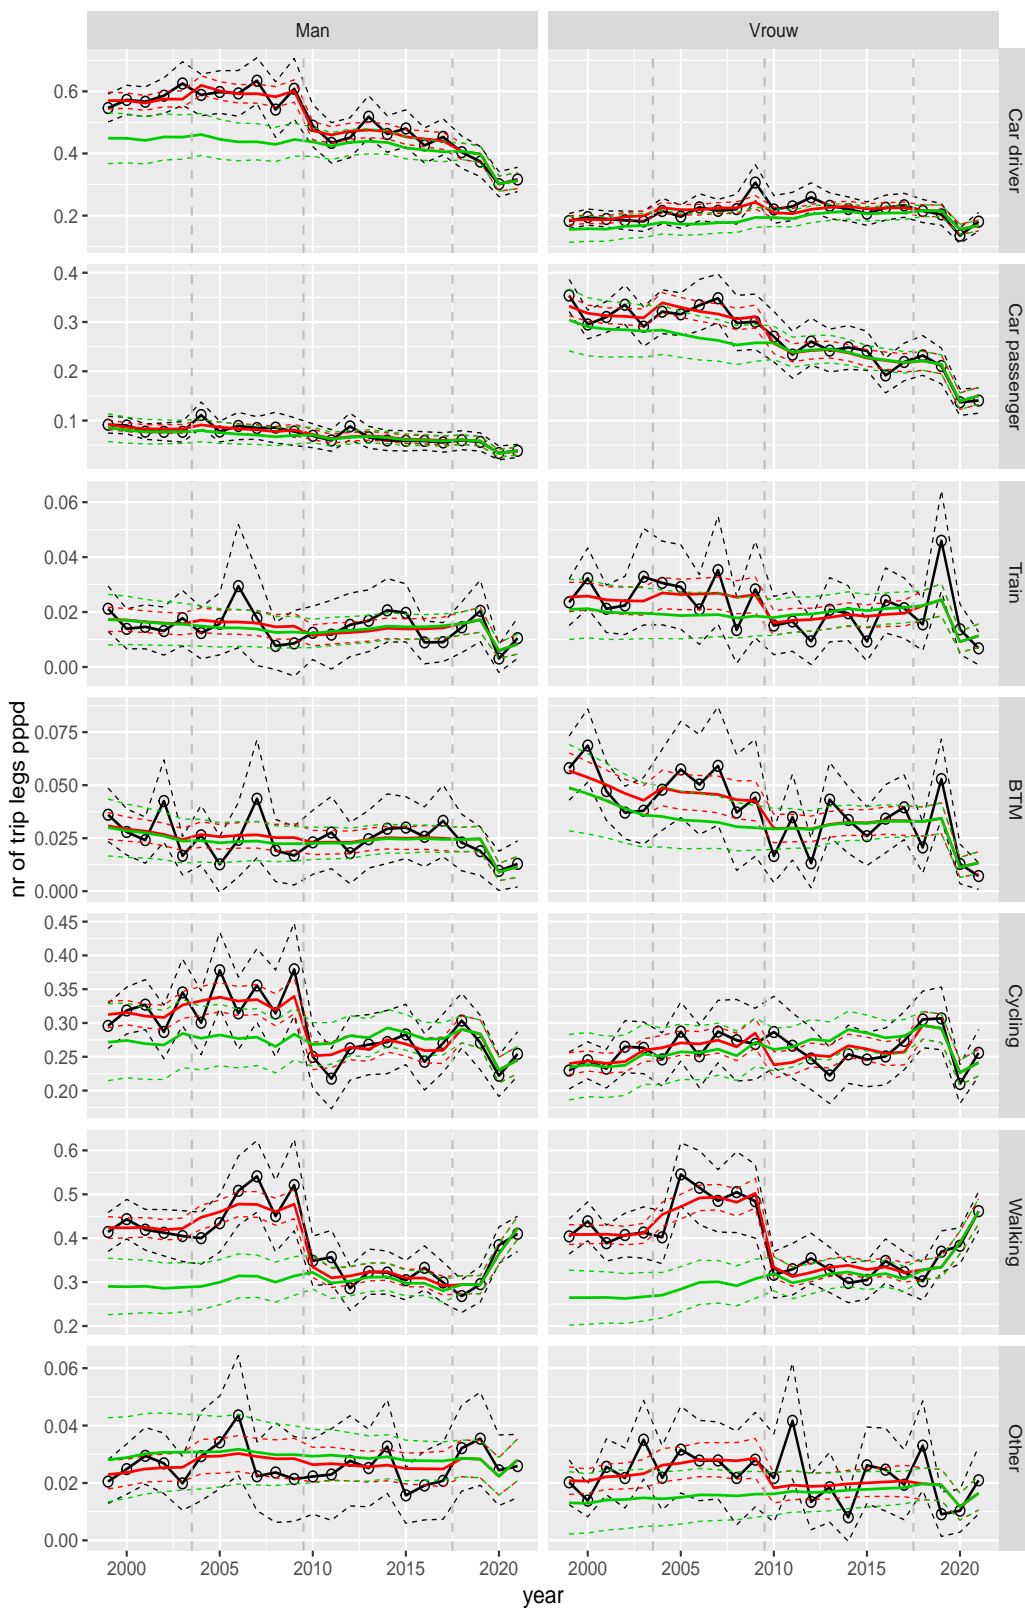 Man Vrouw
0.6
0.4
0.2
Car driver
0.4
0.3
0.2
0.1
Car passenger
0.06
0.04
0.02
0.00
Train
0.075
0.050
0.025
0.000
BTM
0.45
0.40
0.35
0.30
0.25
0.20
Cycling
0.6
0.5
0.4
0.3
0.2
Walking
0.06
0.04
0.02
0.00
Other
nr of trip legs pppd
2000 2005 2010 2015 2020 2000 2005 2010 2015 2020
year